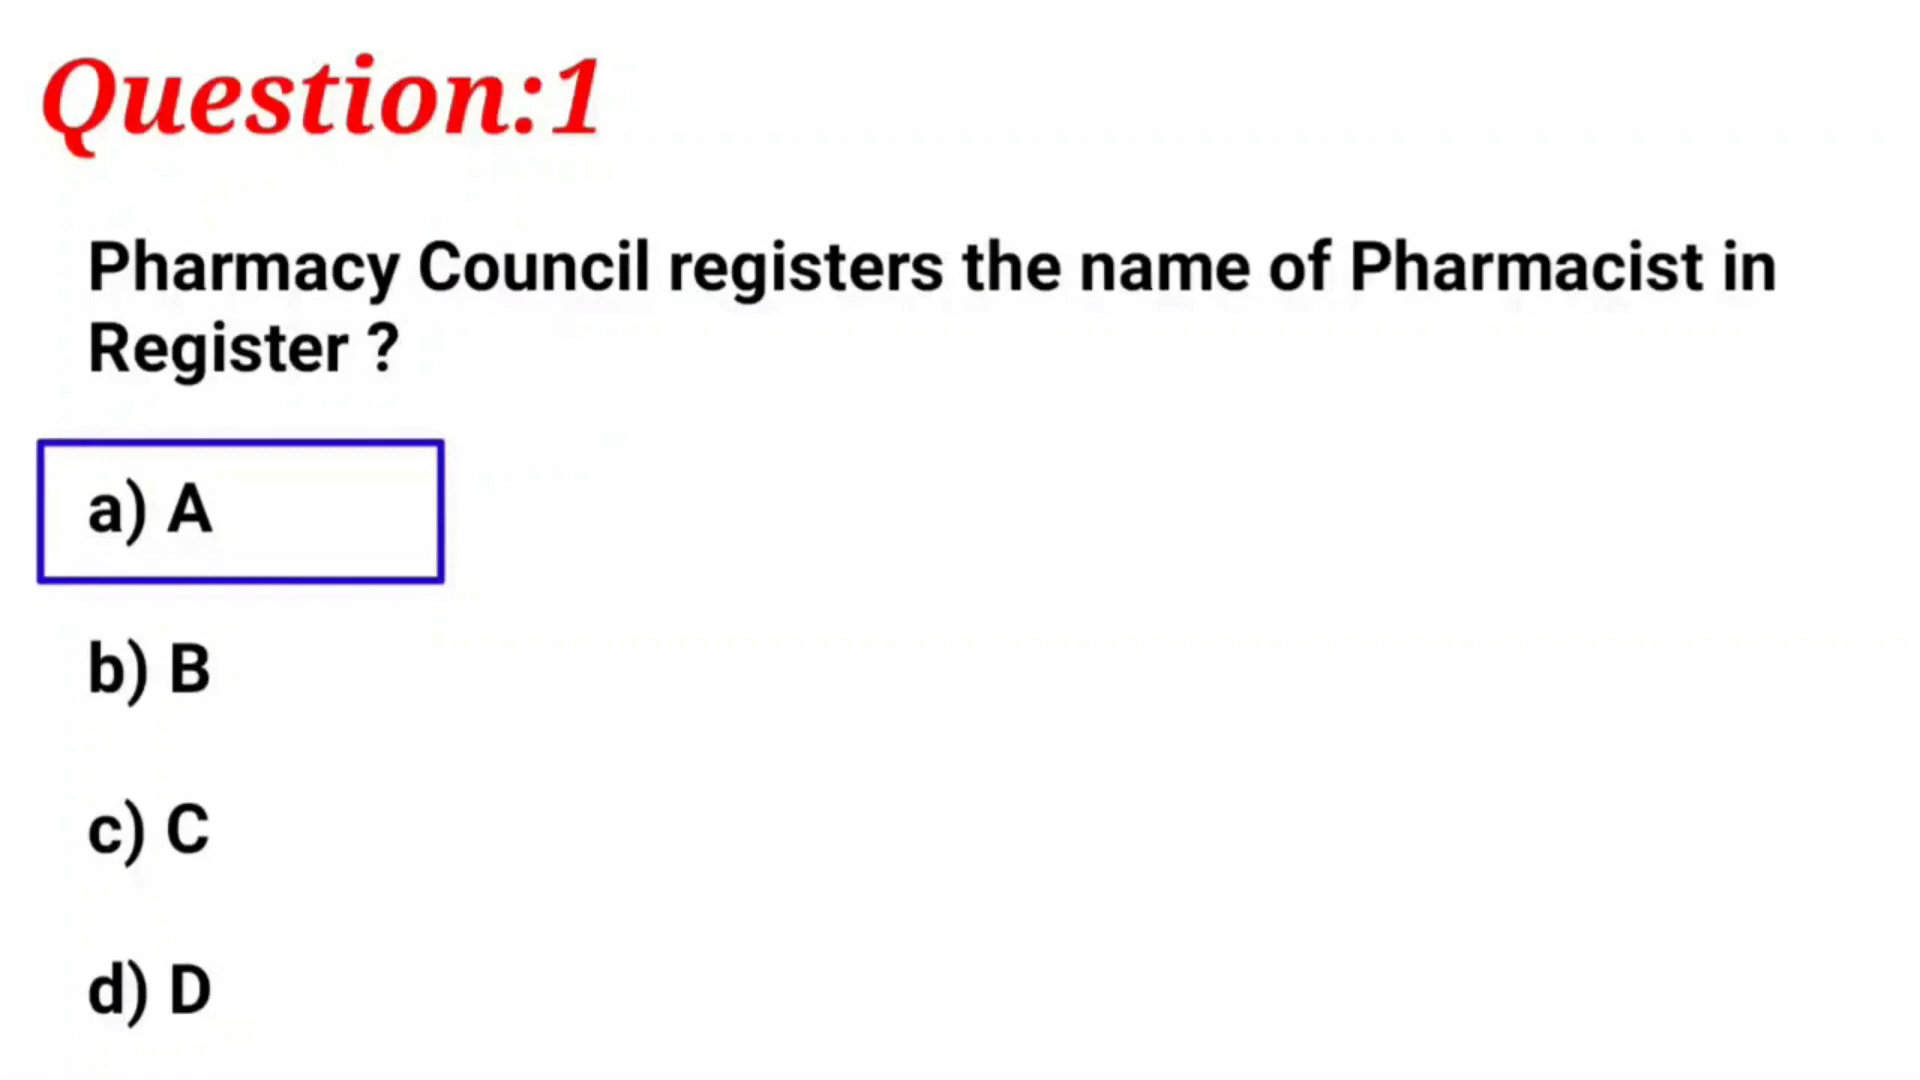 Question:1
Pharmacy Council registers the name of Pharmacist in
Register ?
a) A
b) B
c) C
d) D